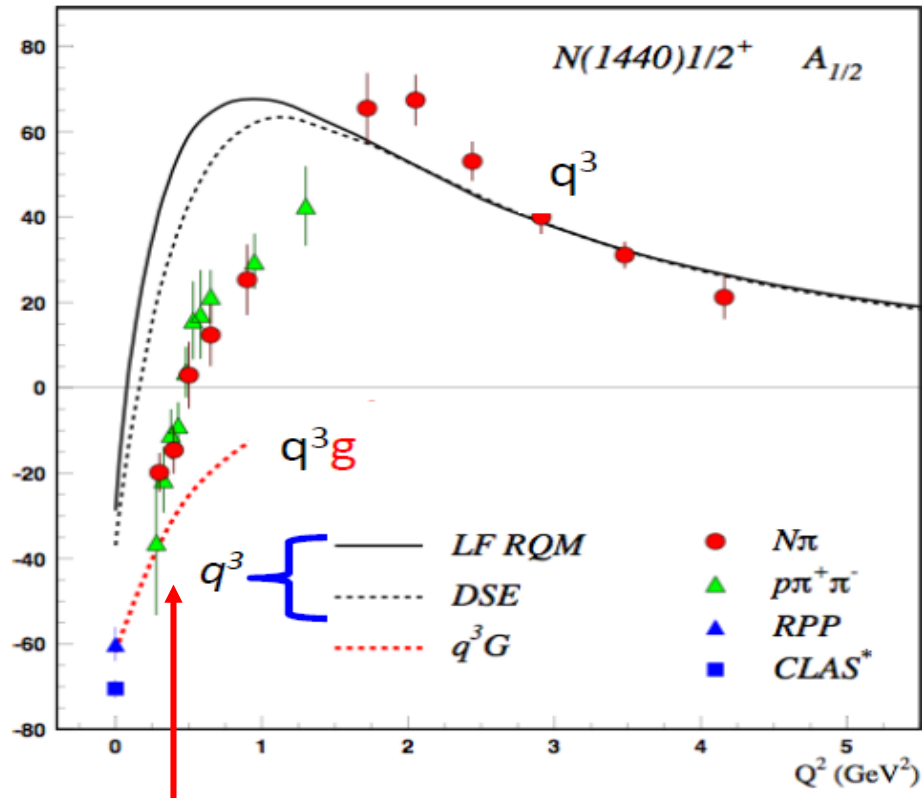 80
N(1440)1/2⁺ A₁/₂
60
40
q³
20
0
q³g
-20
q³
LF RQM
Nπ
-40
DSE
pπ⁺π⁻
q³G
RPP
-60
CLAS*
-80
0 1 2 3 4 5
Q² (GeV²)